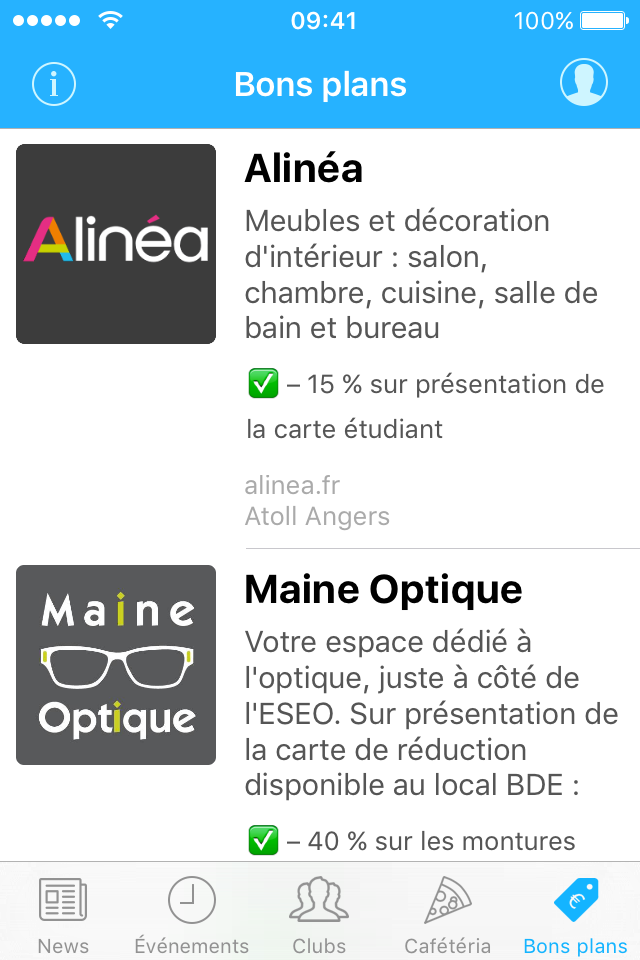 09:41
100%
i
Bons plans
Alinéa
Alinéa
Meubles et décoration
d'intérieur : salon,
chambre, cuisine, salle de
bain et bureau
✅ – 15 % sur présentation de
la carte étudiant
alinea.fr
Atoll Angers
Maine
Optique
Maine Optique
Votre espace dédié à
l'optique, juste à côté de
l'ESEO. Sur présentation de
la carte de réduction
disponible au local BDE :
✅ – 40 % sur les montures
€
News
Événements
Clubs
Cafétéria
Bons plans